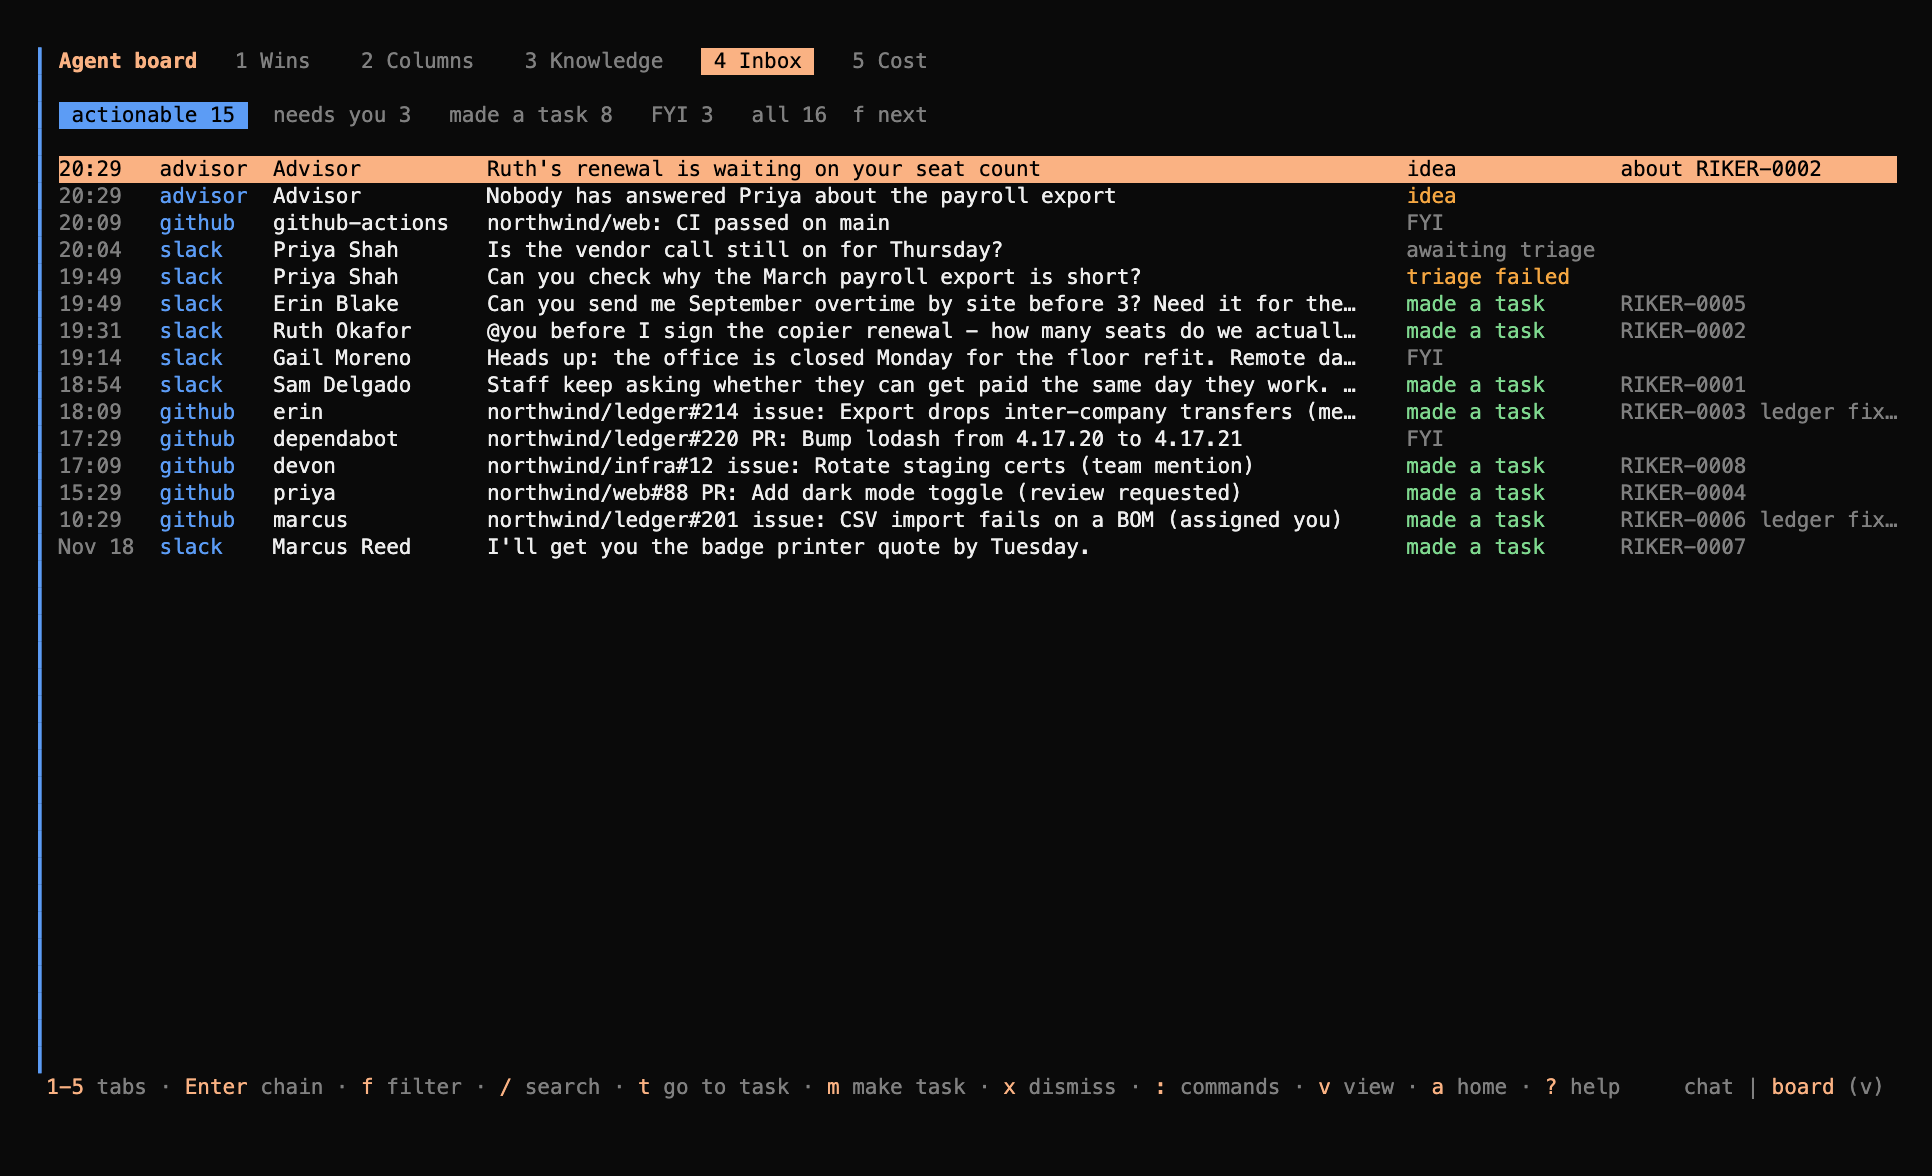 Agent board 1 Wins 2 Columns 3 Knowledge 4 Inbox 5 Cost
actionable 15 needs you 3 made a task 8 FYI 3 all 16 f next
20:29 advisor Advisor Ruth's renewal is waiting on your seat count idea about RIKER-0002
20:29 advisor Advisor Nobody has answered Priya about the payroll export idea
20:09 github github-actions northwind/web: CI passed on main FYI
20:04 slack Priya Shah Is the vendor call still on for Thursday? awaiting triage
19:49 slack Priya Shah Can you check why the March payroll export is short? triage failed
19:49 slack Erin Blake Can you send me September overtime by site before 3? Need it for the… made a task RIKER-0005
19:31 slack Ruth Okafor @you before I sign the copier renewal - how many seats do we actuall… made a task RIKER-0002
19:14 slack Gail Moreno Heads up: the office is closed Monday for the floor refit. Remote da… FYI
18:54 slack Sam Delgado Staff keep asking whether they can get paid the same day they work. … made a task RIKER-0001
18:09 github erin northwind/ledger#214 issue: Export drops inter-company transfers (me… made a task RIKER-0003 ledger fix…
17:29 github dependabot northwind/ledger#220 PR: Bump lodash from 4.17.20 to 4.17.21 FYI
17:09 github devon northwind/infra#12 issue: Rotate staging certs (team mention) made a task RIKER-0008
15:29 github priya northwind/web#88 PR: Add dark mode toggle (review requested) made a task RIKER-0004
10:29 github marcus northwind/ledger#201 issue: CSV import fails on a BOM (assigned you) made a task RIKER-0006 ledger fix…
Nov 18 slack Marcus Reed I'll get you the badge printer quote by Tuesday. made a task RIKER-0007
1-5 tabs · Enter chain · f filter · / search · t go to task · m make task · x dismiss · : commands · v view · a home · ? help chat | board (v)